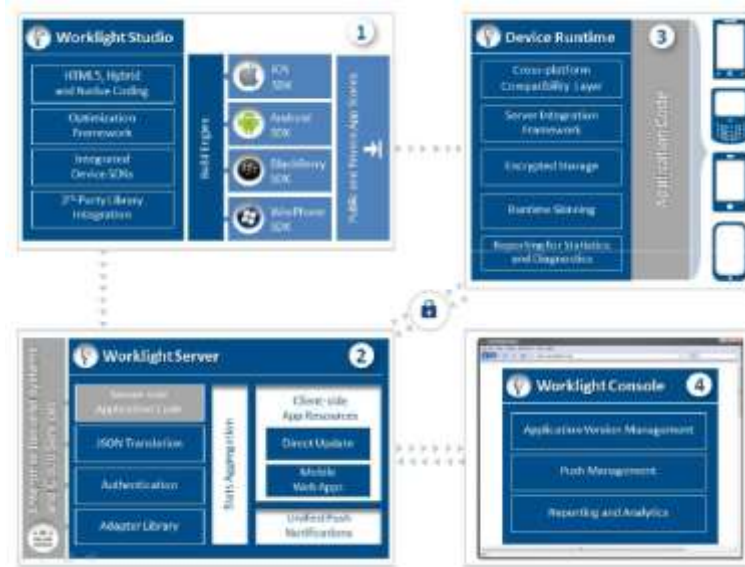 Worklight Studio
1
HTML5, Hybrid
and Native Coding
Optimization
Framework
Integrated
Device SDKs
3rd Party Library
Integration
Build Engine
iOS
SDK
Android
SDK
BlackBerry
SDK
WinPhone
SDK
Public and Private App Stores
Device Runtime
3
Cross-platform
Compatibility Layer
Server Integration
Framework
Encrypted Storage
Runtime Skinning
Reporting for Statistics
and Diagnostics
Application Code
Worklight Server
2
Server-side
Application Code
JSON Translation
Authentication
Adapter Library
Stats Aggregation
Client-side
App Resources
Direct Update
Mobile
Web Apps
Unified Push
Notifications
Worklight Console
4
Application Version Management
Push Management
Reporting and Analytics